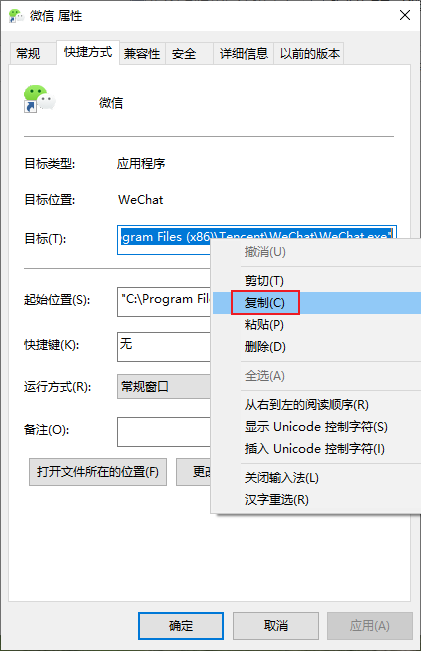 微信 属性
常规 快捷方式 兼容性 安全 详细信息 以前的版本
微信
目标类型: 应用程序
目标位置: WeChat
目标(T): gram Files (x86)\Tencent\WeChat\WeChat.exe"
撤消(U)
剪切(T)
起始位置(S): "C:\Program Fil
复制(C)
粘贴(P)
快捷键(K): 无
删除(D)
全选(A)
运行方式(R): 常规窗口
从右到左的阅读顺序(R)
备注(O):
显示 Unicode 控制字符(S)
插入 Unicode 控制字符(I)
打开文件所在的位置(F) 更改
关闭输入法(L)
汉字重选(R)
确定 取消 应用(A)